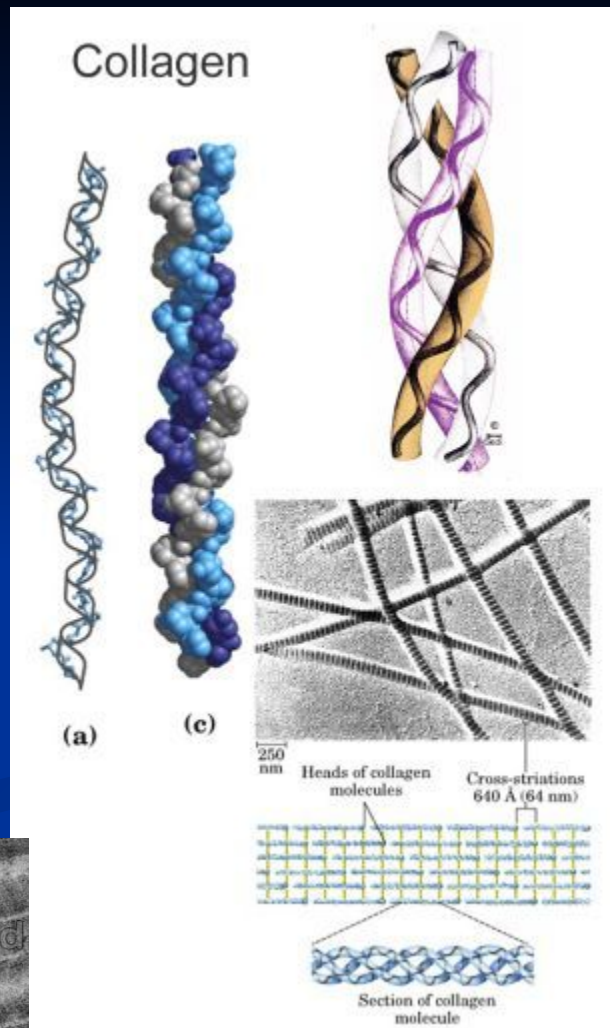 Collagen
(a)
(c)
250
nm
Heads of collagen
molecules
Cross-striations
640 Å (64 nm)
d
Section of collagen
molecule